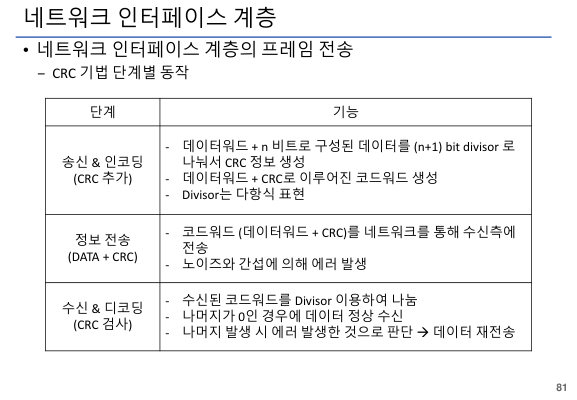 네트워크 인터페이스 계층
• 네트워크 인터페이스 계층의 프레임 전송
– CRC 기법 단계별 동작
단계
기능
송신 & 인코딩
(CRC 추가)
- 데이터워드 + n 비트로 구성된 데이터를 (n+1) bit divisor 로
나눠서 CRC 정보 생성
- 데이터워드 + CRC로 이루어진 코드워드 생성
- Divisor는 다항식 표현
정보 전송
(DATA + CRC)
- 코드워드 (데이터워드 + CRC)를 네트워크를 통해 수신측에
전송
- 노이즈와 간섭에 의해 에러 발생
수신 & 디코딩
(CRC 검사)
- 수신된 코드워드를 Divisor 이용하여 나눔
- 나머지가 0인 경우에 데이터 정상 수신
- 나머지 발생 시 에러 발생한 것으로 판단 → 데이터 재전송
81